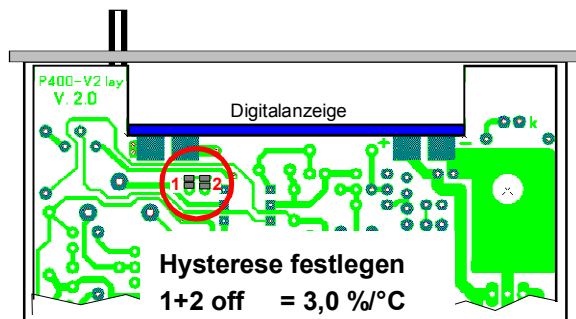 P400-V2 lay
V. 2.0
Digitalanzeige
+
-
k
1
2
Hysterese festlegen
1+2 off = 3,0 %/°C